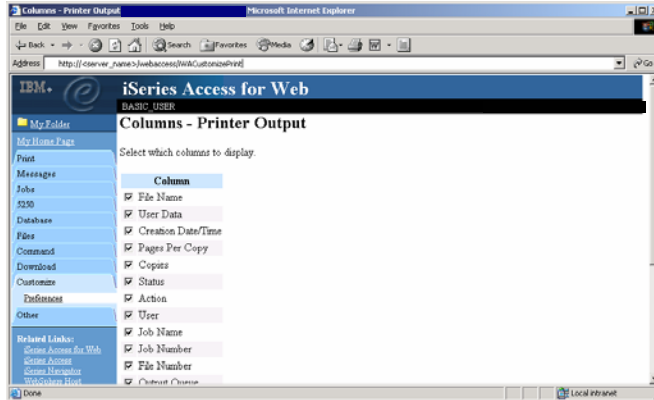 Columns - Printer Output Microsoft Internet Explorer
File Edit View Favorites Tools Help
Back Search Favorites Media
Address http://<server_name>/webaccess/iWACustomizePrint Go
IBM. iSeries Access for Web
BASIC_USER
My Folder
My Home Page
Print
Messages
Jobs
5250
Database
Files
Command
Download
Customize
Preferences
Other
Related Links:
iSeries Access for Web
iSeries Access
iSeries Navigator
WebSphere Host
Columns - Printer Output
Select which columns to display.
Column
File Name
User Data
Creation Date/Time
Pages Per Copy
Copies
Status
Action
User
Job Name
Job Number
File Number
Output Queue
Done Local intranet